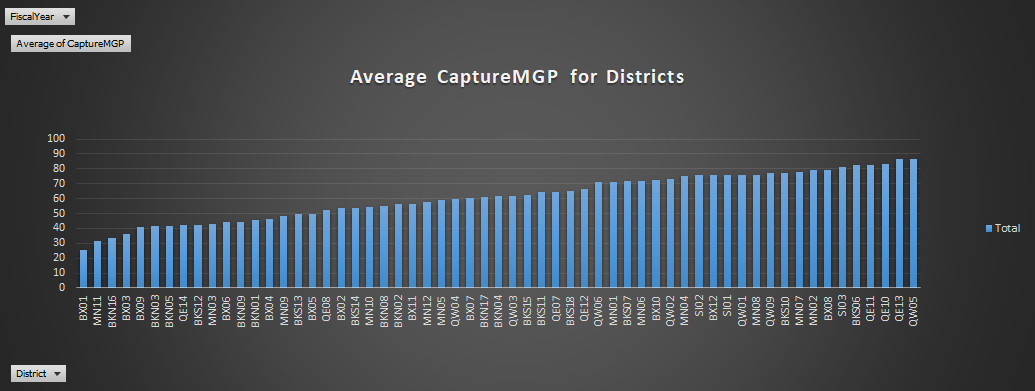 FiscalYear
Average of CaptureMGP
Average CaptureMGP for Districts
100
90
80
70
60
50
40
30
20
10
0
BX01
MN11
BKN16
BX03
BX09
BKN03
BKN05
QE14
BKS12
MN03
BX06
BKN09
BKN01
BX04
MN09
BKS13
BX05
QE08
BX02
BKS14
MN10
BKN08
BKN02
BX11
MN12
MN05
QW04
BX07
BKN17
BKN04
QW03
BKS15
BKS11
QE07
BKS18
QE12
QW06
MN01
BKS07
MN06
BX10
QW02
MN04
SI02
BX12
SI01
QW01
MN08
QW09
BKS10
MN07
MN02
BX08
SI03
BKS06
QE11
QE10
QE13
QW05
Total
District